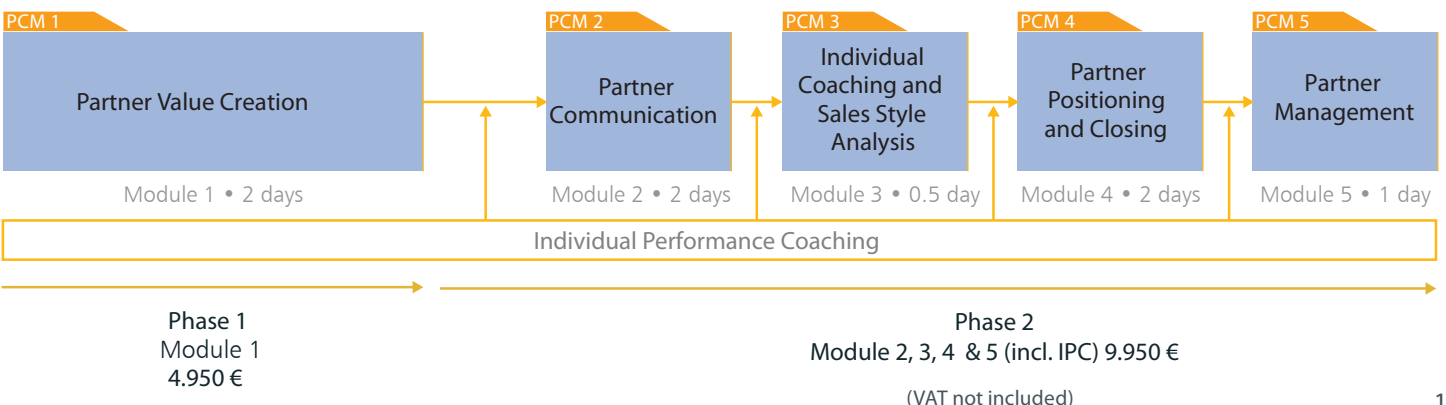 PCM 1
PCM 2
PCM 3
PCM 4
PCM 5
Partner Value Creation
Partner
Communication
Individual
Coaching and
Sales Style
Analysis
Partner
Positioning
and Closing
Partner
Management
Module 1 • 2 days
Module 2 • 2 days
Module 3 • 0.5 day
Module 4 • 2 days
Module 5 • 1 day
Individual Performance Coaching
Phase 1
Module 1
4.950 €
Phase 2
Module 2, 3, 4 & 5 (incl. IPC) 9.950 €
(VAT not included)
1